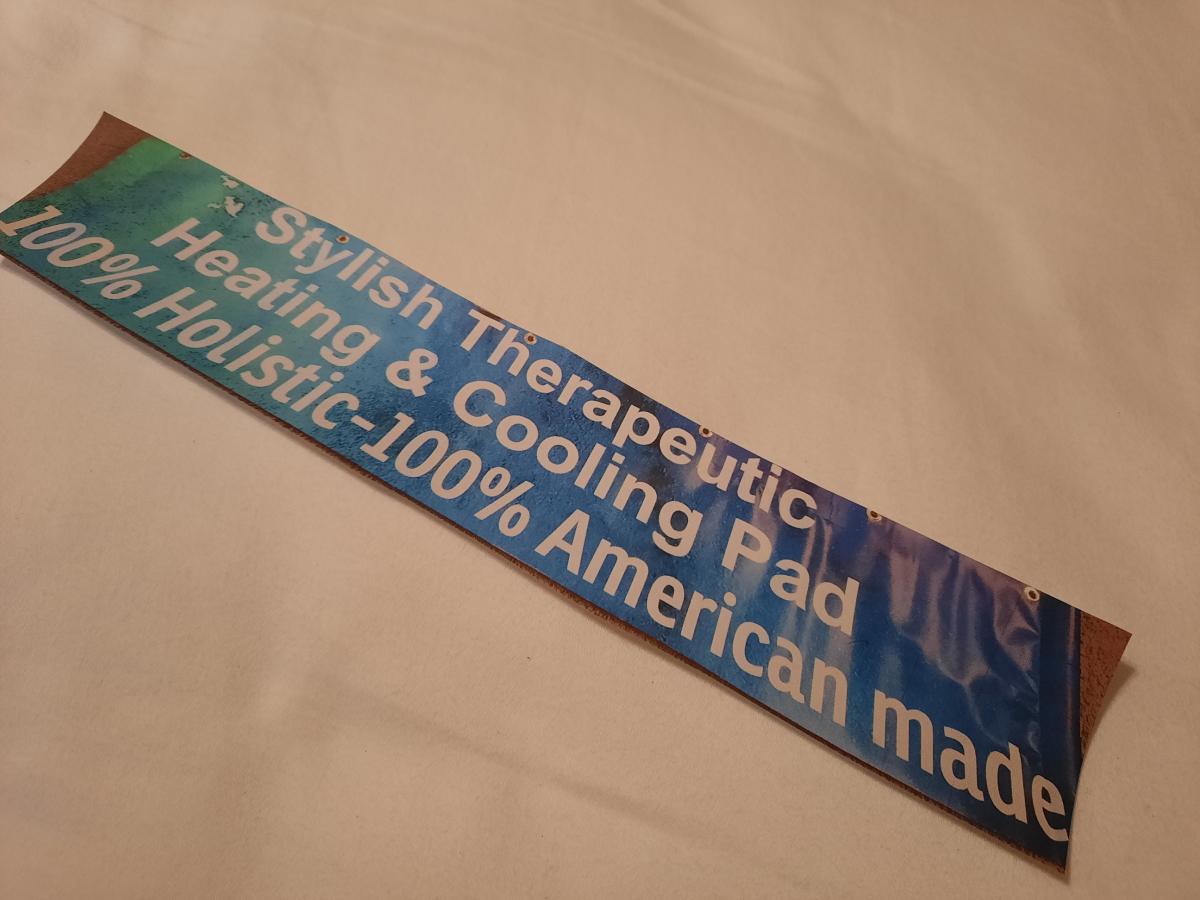 Stylish Therapeutic
Heating & Cooling Pad
100% Holistic-100% American made